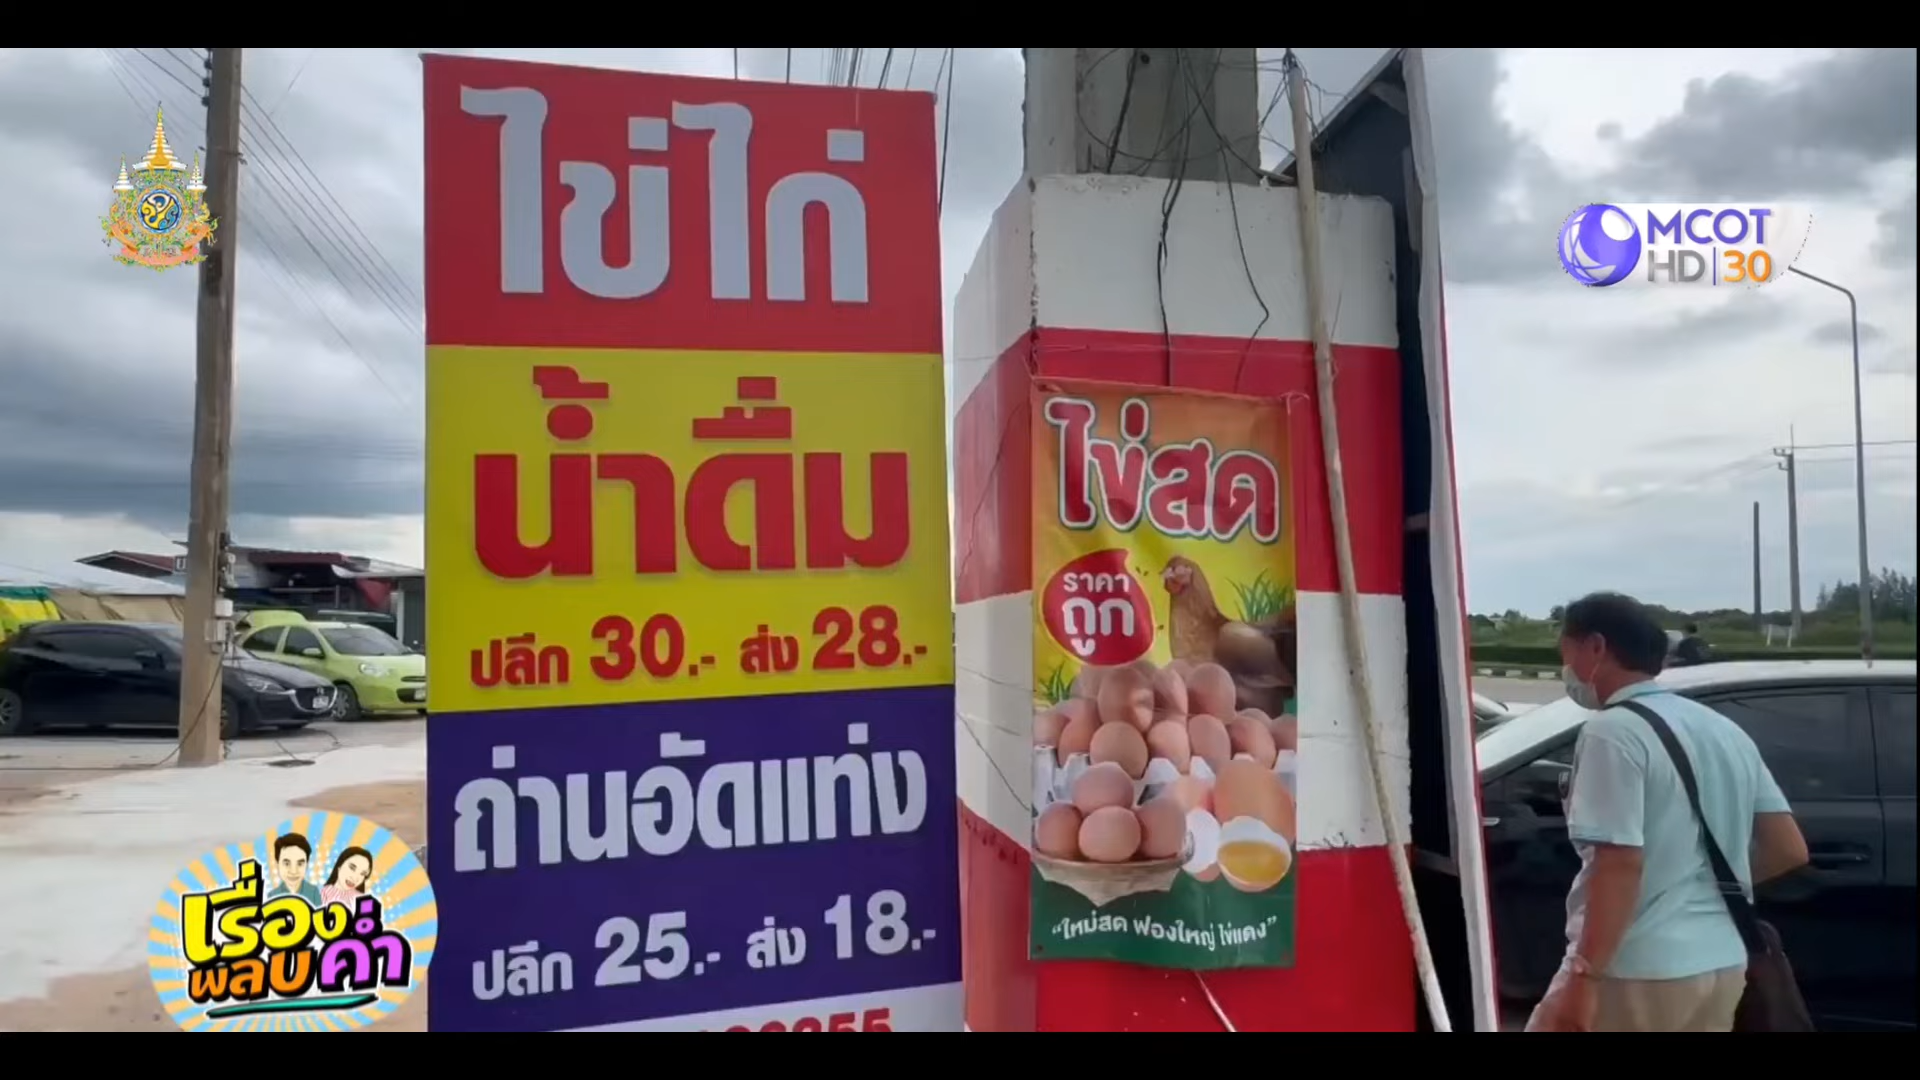 ไข่ไก่
น้ำดื่ม
ปลีก 30.- ส่ง 28.-
ถ่านอัดแท่ง
ปลีก 25.- ส่ง 18.-
ไข่สด
ราคา
ถูก
"ใหม่สด ฟองใหญ่ ไข่แดง"
MCOT
HD 30
เรื่อง
พลบค่ำ